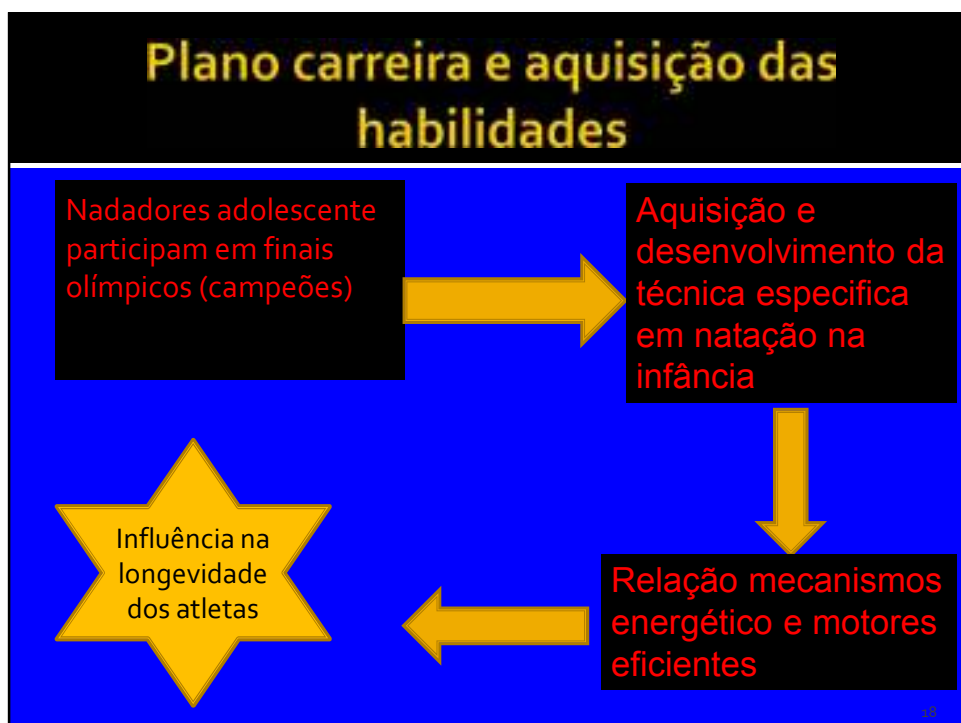 Plano carreira e aquisição das
habilidades
Nadadores adolescente
participam em finais
olímpicos (campeões)
Aquisição e
desenvolvimento da
técnica especifica
em natação na
infância
Influência na
longevidade
dos atletas
Relação mecanismos
energético e motores
eficientes
18